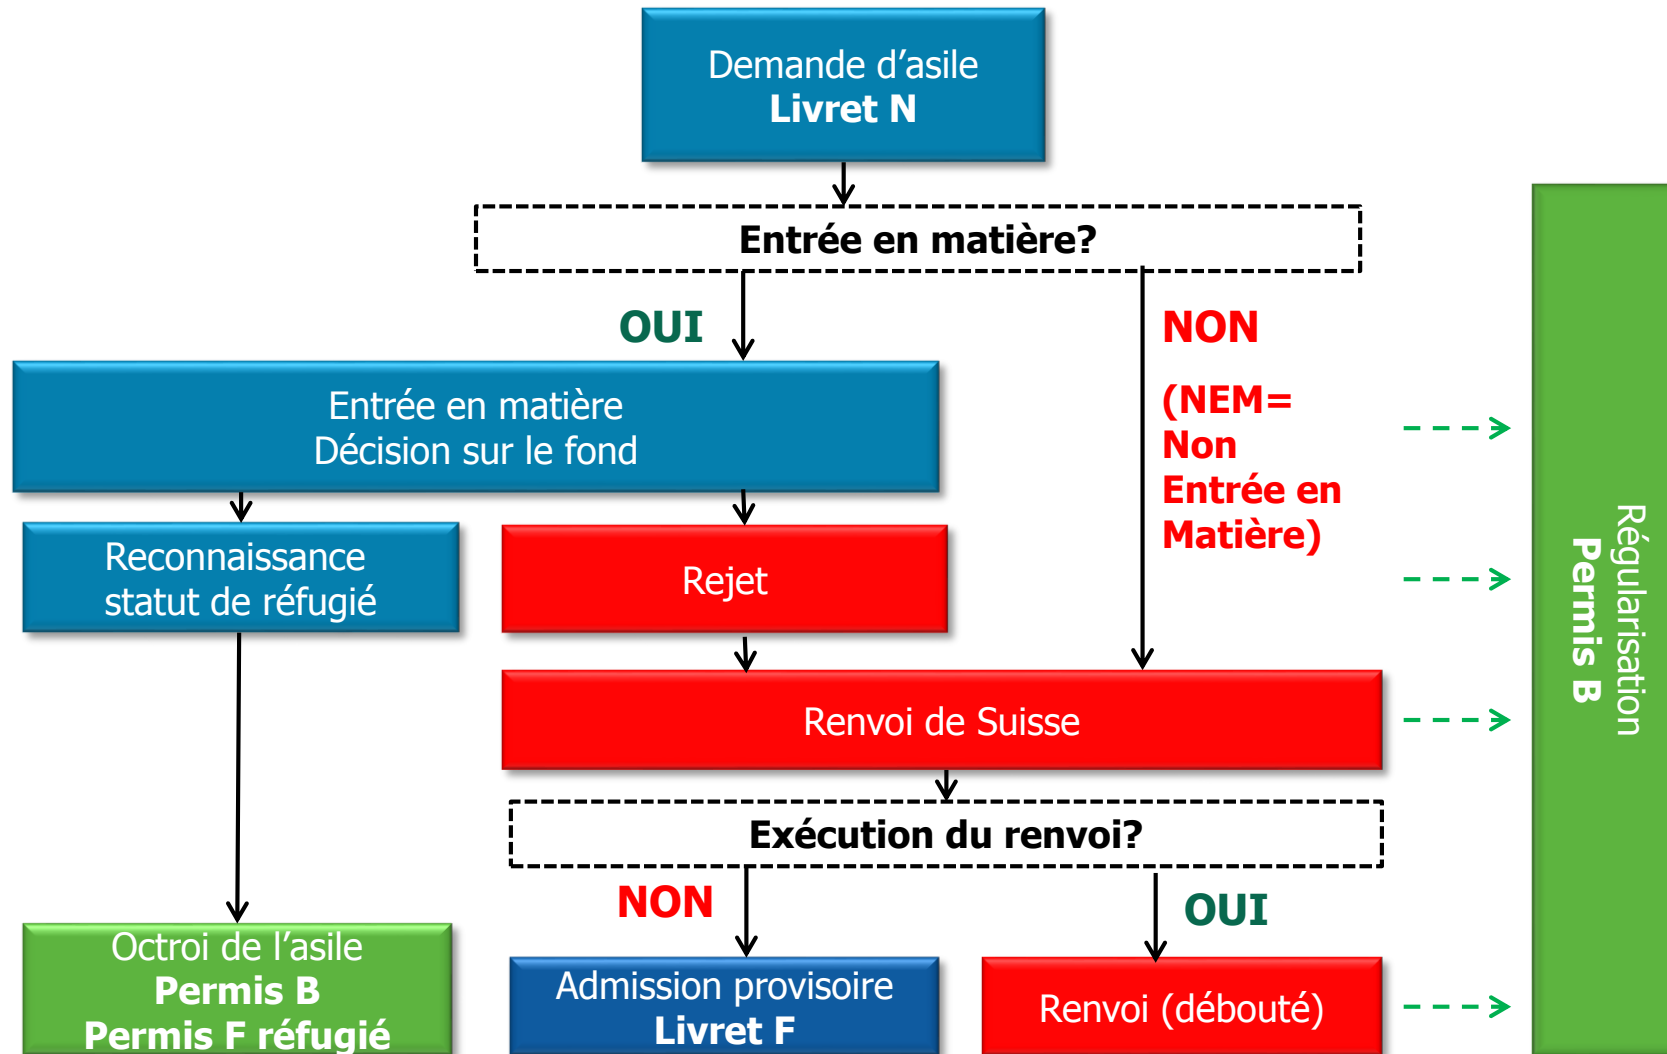 Demande d’asile
Livret N
Entrée en matière?
OUI
NON
(NEM=
Non
Entrée en
Matière)
Entrée en matière
Décision sur le fond
Reconnaissance
statut de réfugié
Rejet
Renvoi de Suisse
Exécution du renvoi?
NON
OUI
Octroi de l’asile
Permis B
Permis F réfugié
Admission provisoire
Livret F
Renvoi (débouté)
Régularisation
Permis B